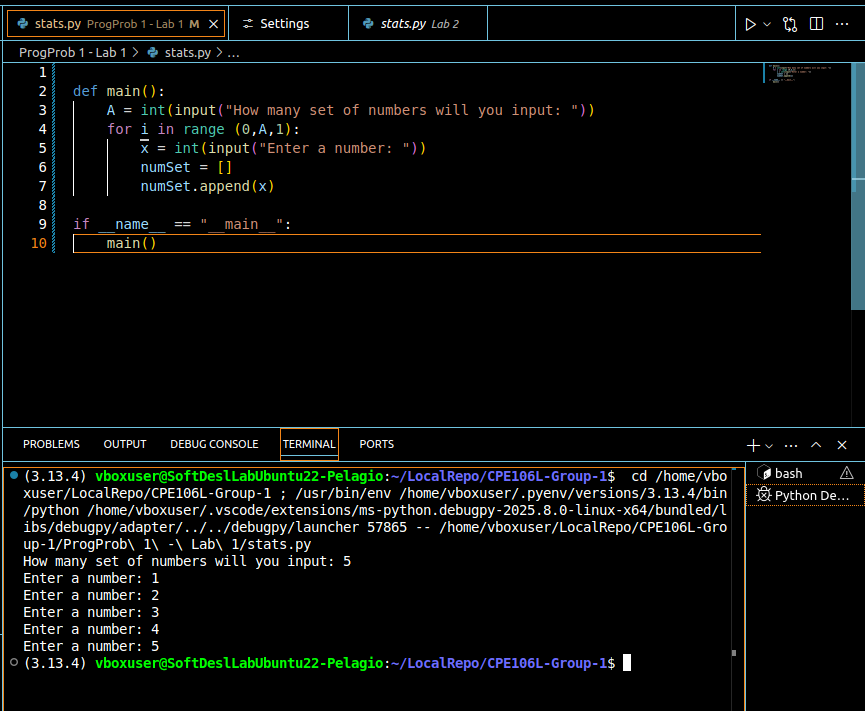 stats.py ProgProb 1 - Lab 1 M
Settings
stats.py Lab 2
ProgProb 1 - Lab 1 > stats.py > ...
1
2 def main():
3 A = int(input("How many set of numbers will you input: "))
4 for i in range (0,A,1):
5 x = int(input("Enter a number: "))
6 numSet = []
7 numSet.append(x)
8
9 if __name__ == "__main__":
10 main()
PROBLEMS OUTPUT DEBUG CONSOLE TERMINAL PORTS
(3.13.4) vboxuser@SoftDeslLabUbuntu22-Pelagio:~/LocalRepo/CPE106L-Group-1$ cd /home/vbo
xuser/LocalRepo/CPE106L-Group-1 ; /usr/bin/env /home/vboxuser/.pyenv/versions/3.13.4/bin
/python /home/vboxuser/.vscode/extensions/ms-python.debugpy-2025.8.0-linux-x64/bundled/l
ibs/debugpy/adapter/../../debugpy/launcher 57865 -- /home/vboxuser/LocalRepo/CPE106L-Gro
up-1/ProgProb\ 1\ -\ Lab\ 1/stats.py
How many set of numbers will you input: 5
Enter a number: 1
Enter a number: 2
Enter a number: 3
Enter a number: 4
Enter a number: 5
(3.13.4) vboxuser@SoftDeslLabUbuntu22-Pelagio:~/LocalRepo/CPE106L-Group-1$
bash
Python De...